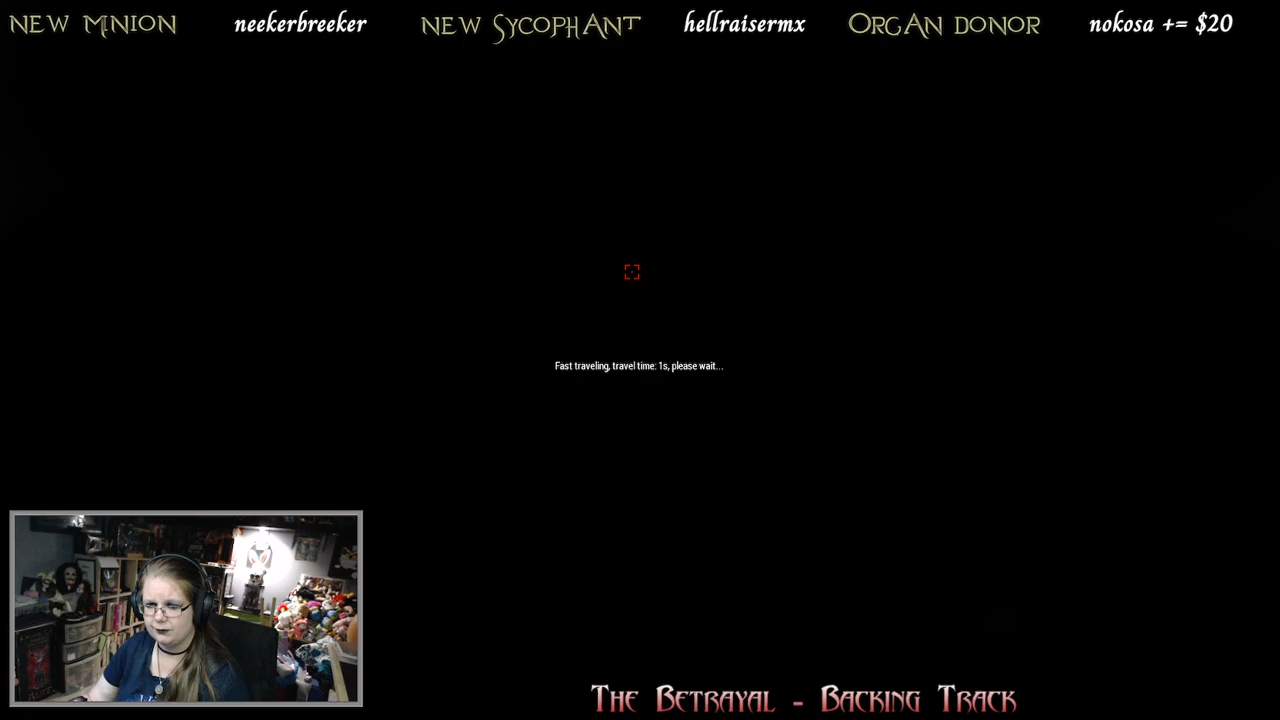 NEW MINION neekerbreeker NEW SYCOPHANT hellraisermx ORGAN DONOR nokosa += $20
Fast traveling, travel time: 1s, please wait...
THE BETRAYAL - BACKING TRACK